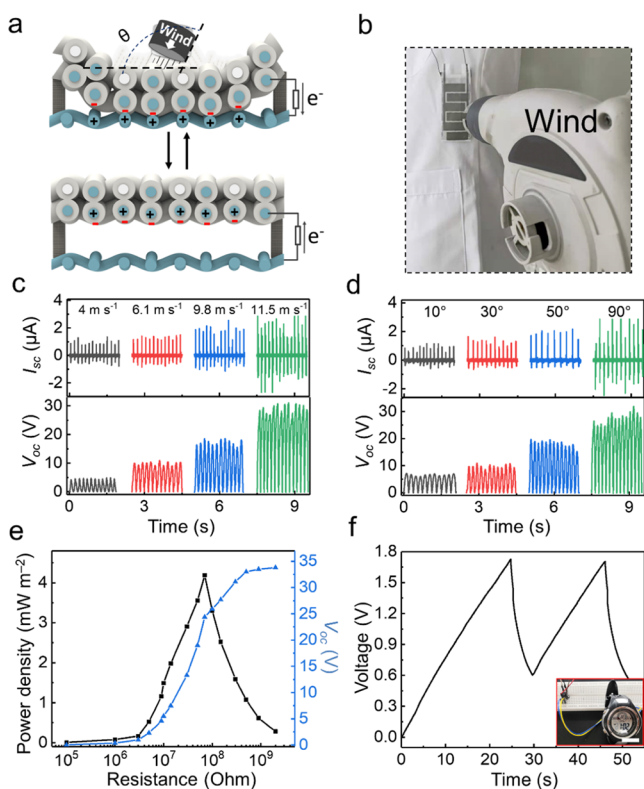 a
θ
Wind
e⁻
e⁻
b
Wind
c
4 m s⁻¹ 6.1 m s⁻¹ 9.8 m s⁻¹ 11.5 m s⁻¹
4
2
0
-2
I_sc (μA)
30
20
10
0
V_oc (V)
3 6 9
Time (s)
d
10° 30° 50° 90°
4
2
0
-2
I_sc (μA)
30
20
10
0
V_oc (V)
3 6 9
Time (s)
e
4
3
2
1
0
Power density (mW m⁻²)
35
30
25
20
15
10
5
0
V_oc (V)
10⁵ 10⁶ 10⁷ 10⁸ 10⁹
Resistance (Ohm)
f
1.8
1.5
1.2
0.9
0.6
0.3
0.0
Voltage (V)
0 10 20 30 40 50
Time (s)